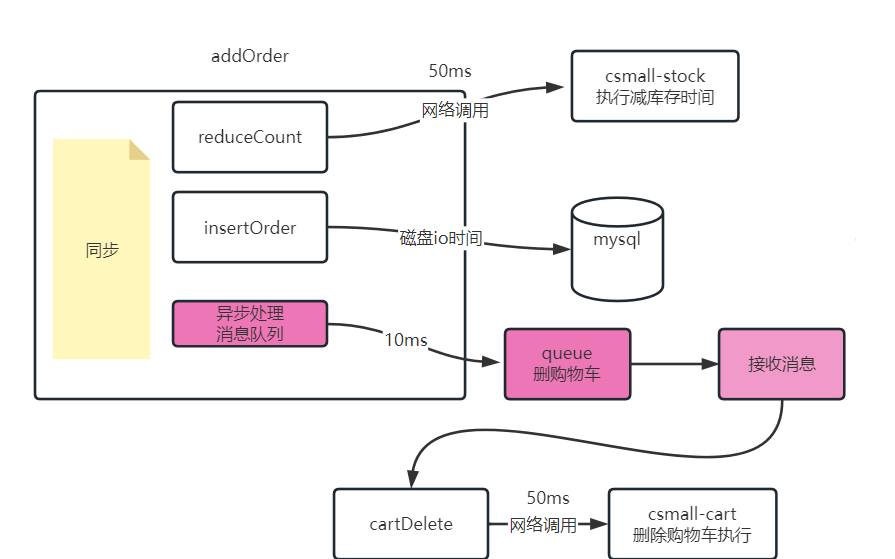 addOrder
50ms
csmall-stock
执行减库存时间
网络调用
reduceCount
同步
insertOrder
磁盘io时间
mysql
异步处理
消息队列
10ms
queue
删购物车
接收消息
cartDelete
50ms
网络调用
csmall-cart
删除购物车执行